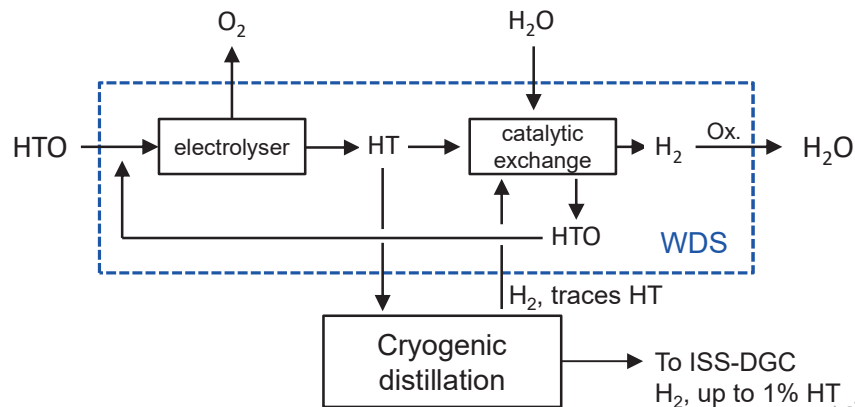 O₂
H₂O
HTO
electrolyser
HT
catalytic
exchange
H₂
Ox.
H₂O
HTO
WDS
H₂, traces HT
Cryogenic
distillation
To ISS-DGC
H₂, up to 1% HT